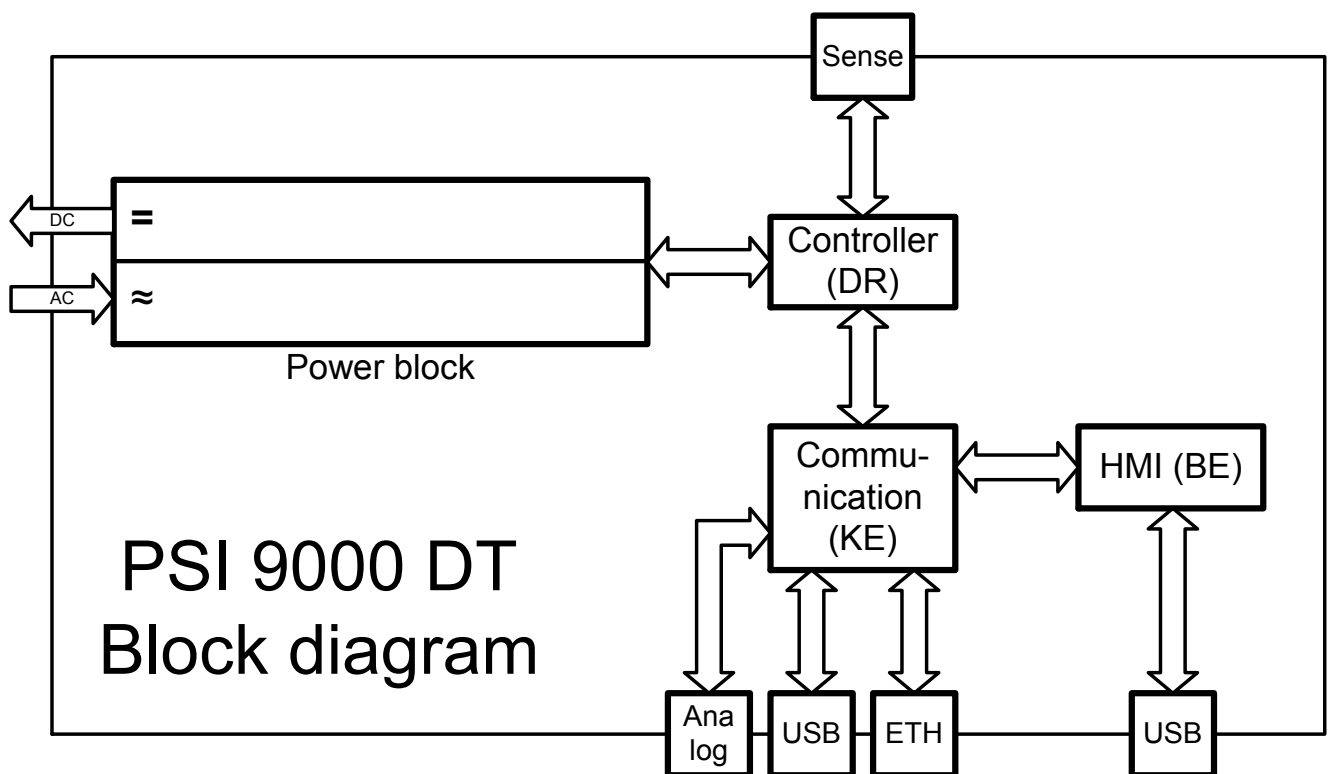 Sense
DC
=
Controller
(DR)
AC
≈
Power block
Commu-
nication
(KE)
HMI (BE)
PSI 9000 DT
Block diagram
Ana
log
USB
ETH
USB